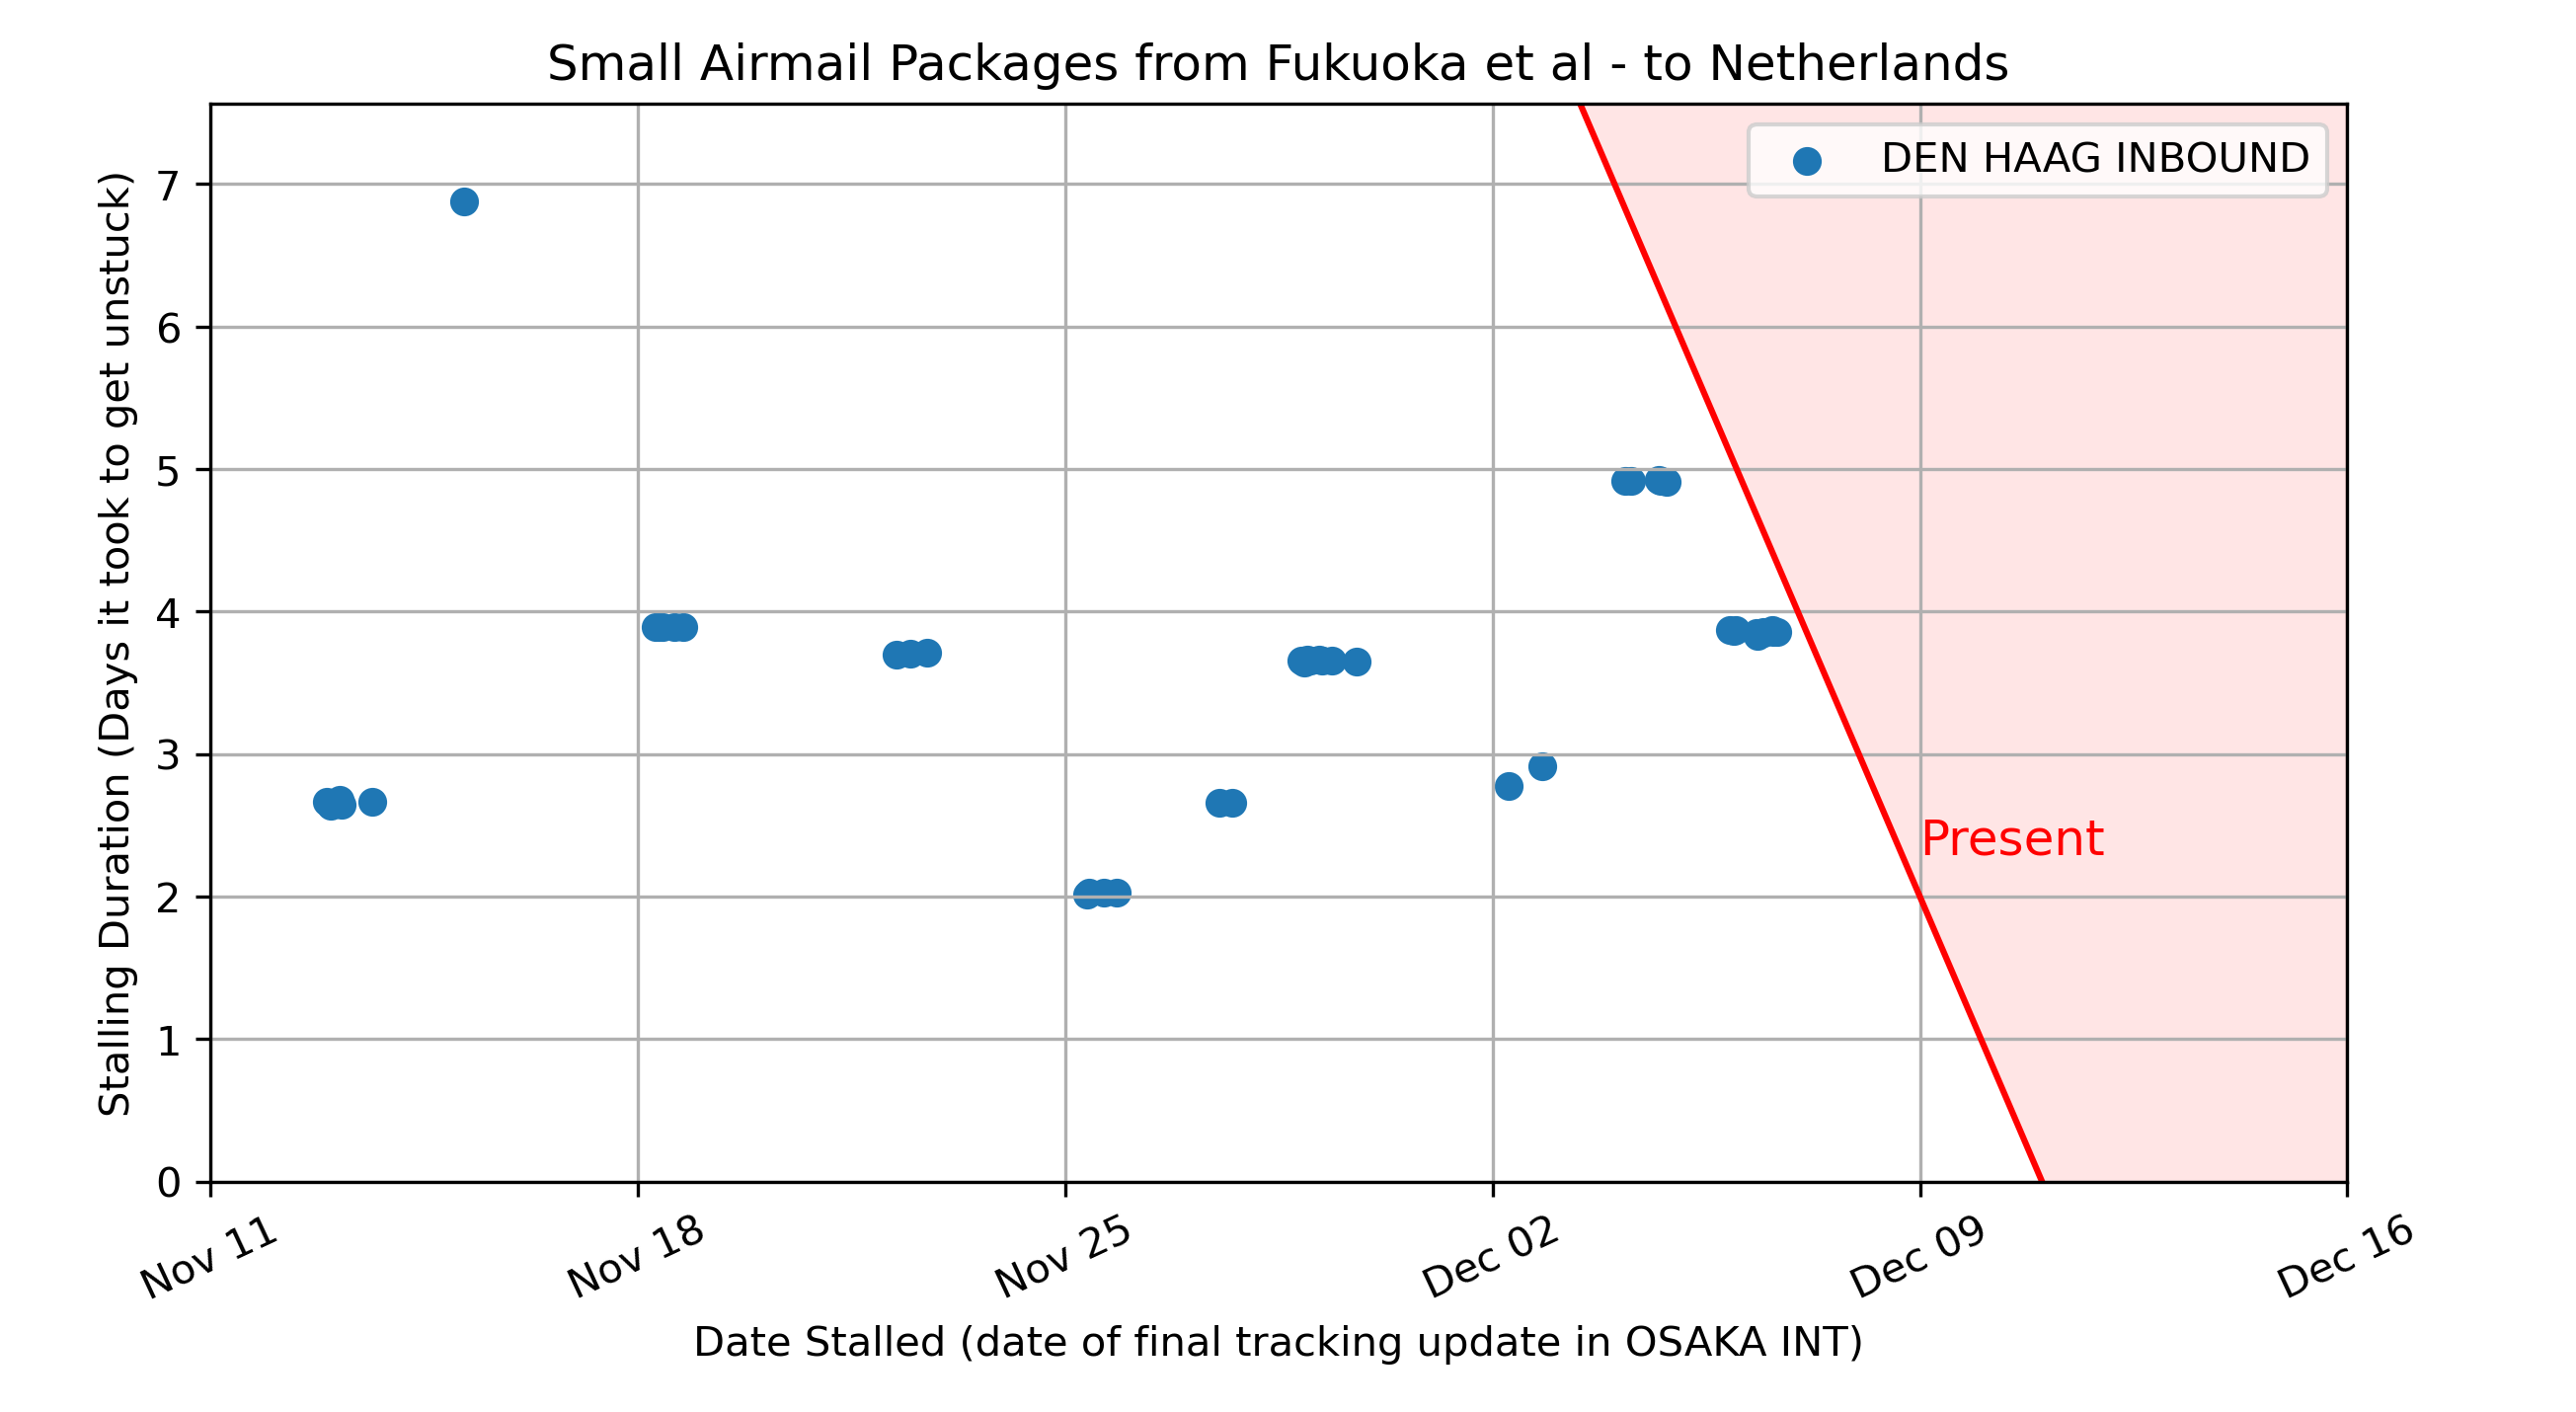 Small Airmail Packages from Fukuoka et al - to Netherlands
DEN HAAG INBOUND
Stalling Duration (Days it took to get unstuck)
7
6
5
4
3
2
1
0
Present
Nov 11
Nov 18
Nov 25
Dec 02
Dec 09
Dec 16
Date Stalled (date of final tracking update in OSAKA INT)